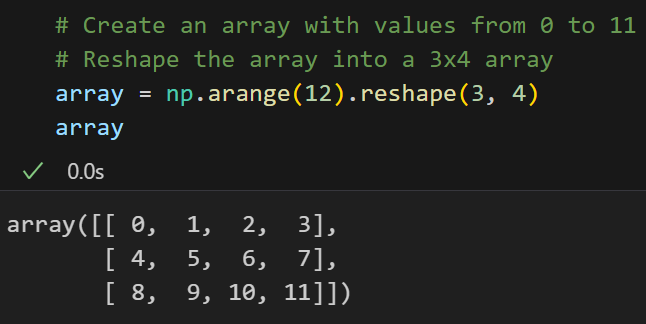 # Create an array with values from 0 to 11
# Reshape the array into a 3x4 array
array = np.arange(12).reshape(3, 4)
array
0.0s
array([[ 0,  1,  2,  3],
       [ 4,  5,  6,  7],
       [ 8,  9, 10, 11]])